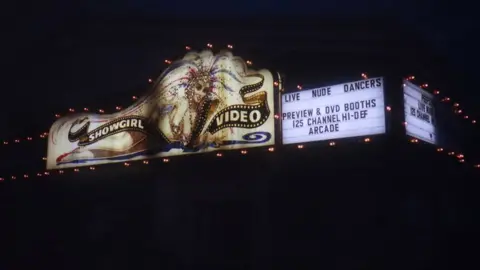 SHOWGIRL
VIDEO
LIVE NUDE DANCERS
PREVIEW & DVD BOOTHS
125 CHANNEL HI-DEF
ARCADE